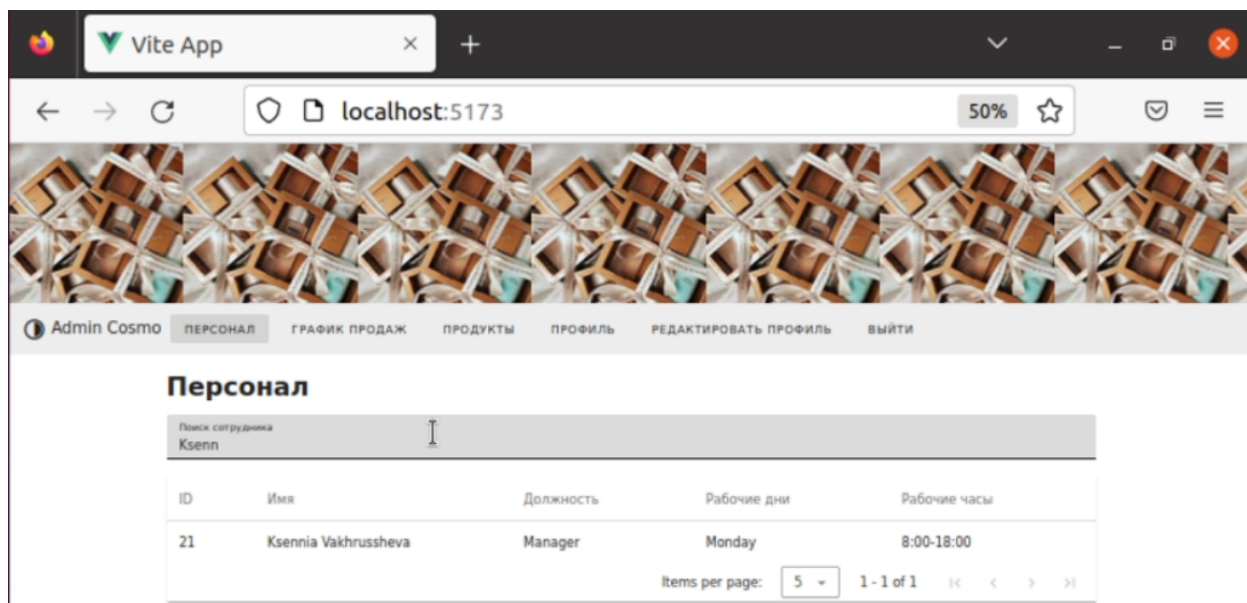 Vite App
localhost:5173 50%
Admin Cosmo ПЕРСОНАЛ ГРАФИК ПРОДАЖ ПРОДУКТЫ ПРОФИЛЬ РЕДАКТИРОВАТЬ ПРОФИЛЬ ВЫЙТИ
Персонал
Поиск сотрудника
Ksenn
ID Имя Должность Рабочие дни Рабочие часы
21 Ksennia Vakhrussheva Manager Monday 8:00-18:00
Items per page: 5 1 - 1 of 1